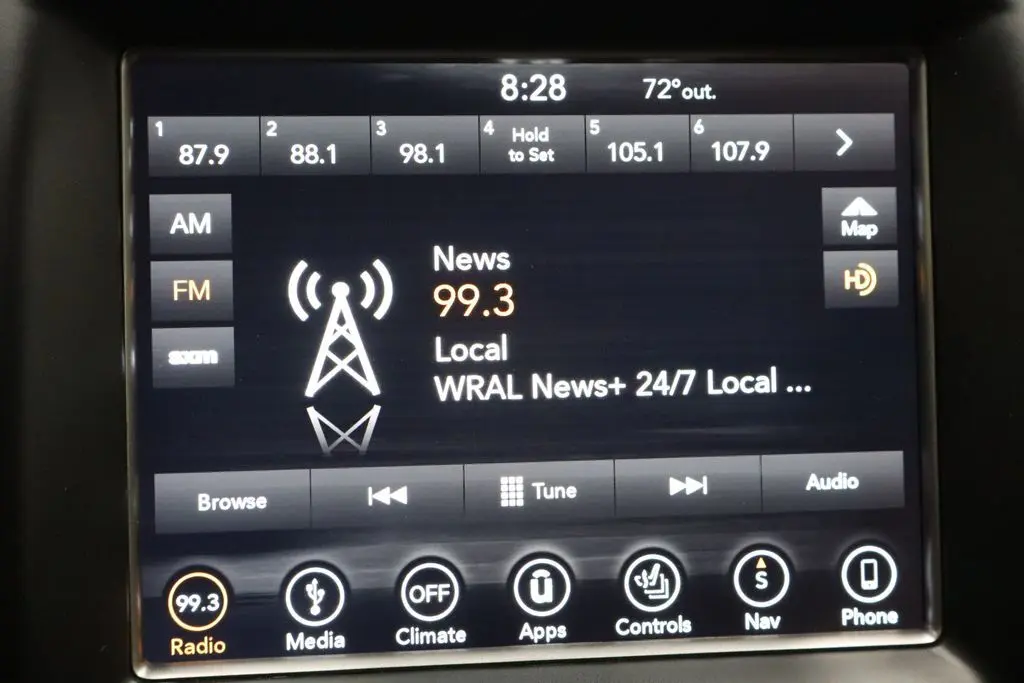 8:28 72°out.
1 87.9 2 88.1 3 98.1 4 Hold to Set 5 105.1 6 107.9
AM
Map
FM
HD
sxm
News
99.3
Local
WRAL News+ 24/7 Local ...
Browse Tune Audio
99.3 OFF u S
Radio Media Climate Apps Controls Nav Phone